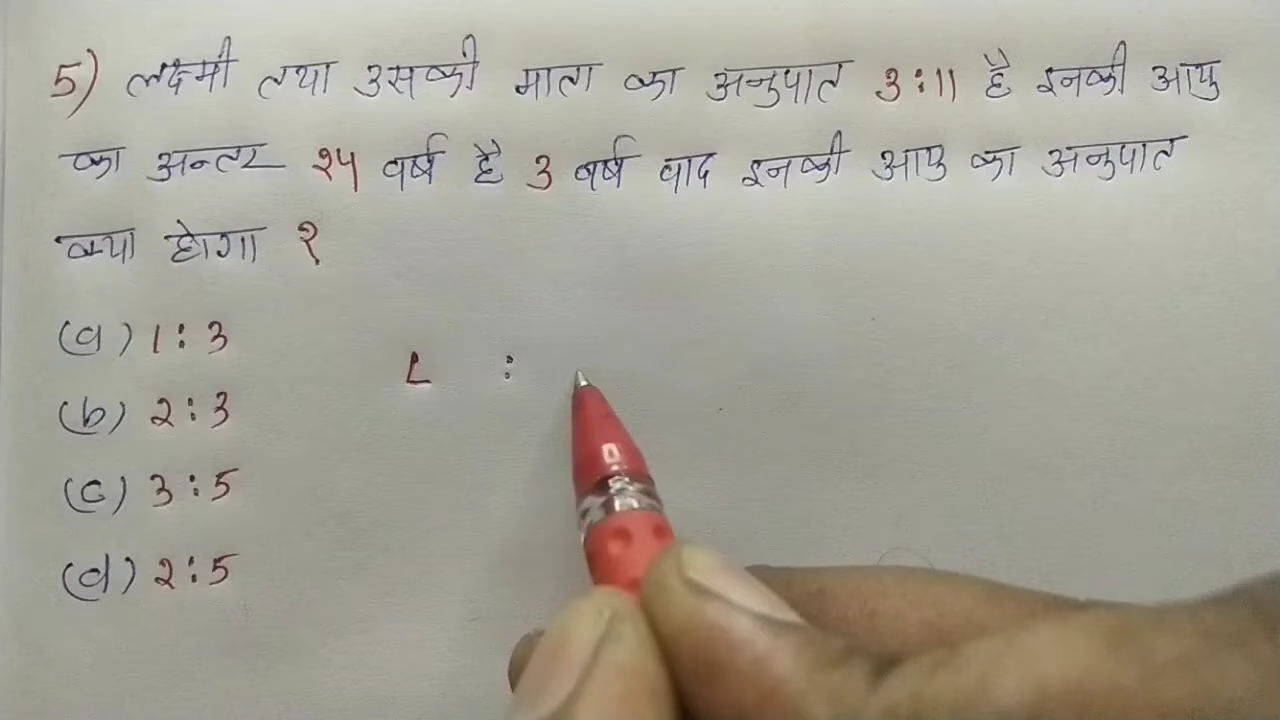 5) लक्ष्मी तथा उसकी माता का अनुपात 3:11 है इनकी आयु
का अन्तर २५ वर्ष है 3 वर्ष बाद इनकी आयु का अनुपात
क्या होगा ?
(a) 1:3
(b) 2:3
(c) 3:5
(d) 2:5
L :